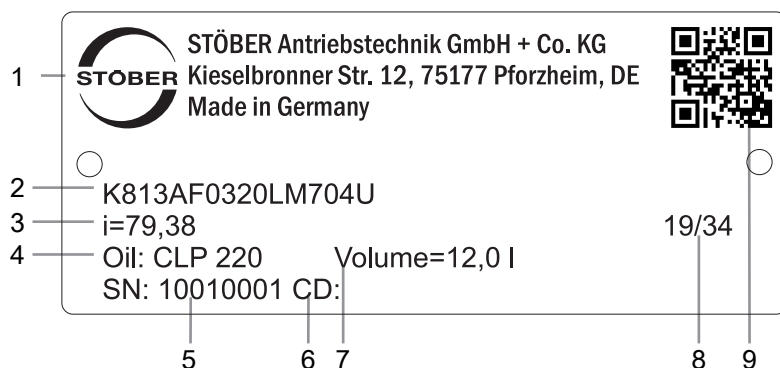 STÖBER Antriebstechnik GmbH + Co. KG
1 STÖBER Kieselbronner Str. 12, 75177 Pforzheim, DE
Made in Germany
2 K813AF0320LM704U
3 i=79,38 19/34
4 Oil: CLP 220 Volume=12,0 l
SN: 10010001 CD:
5 6 7 8 9